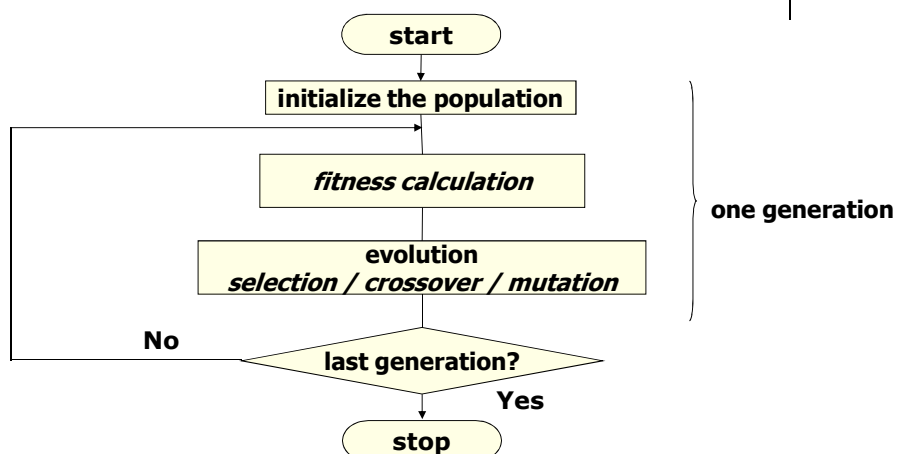 start
initialize the population
fitness calculation
one generation
evolution
selection / crossover / mutation
No
last generation?
Yes
stop